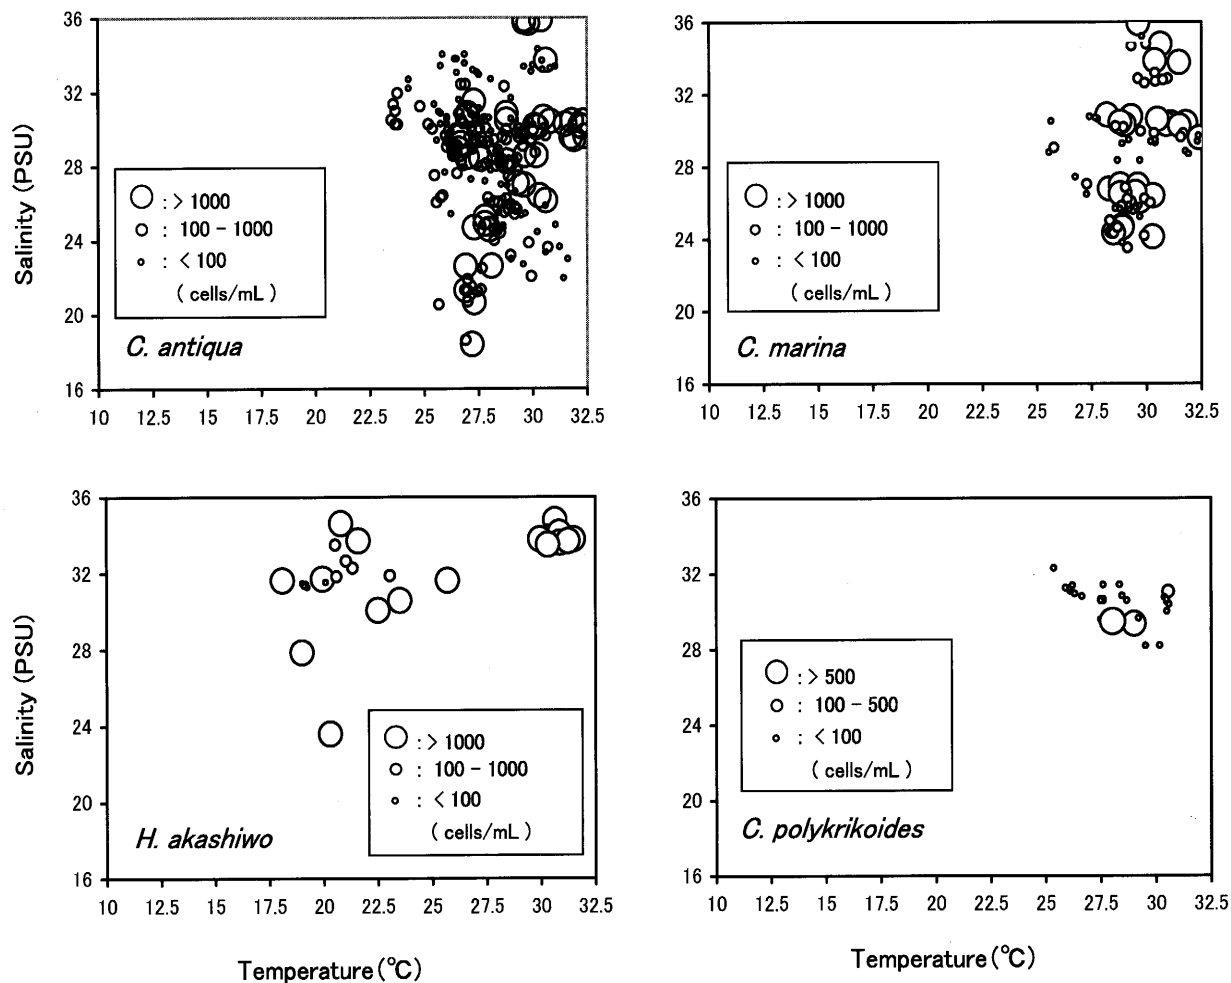 36
32
28
24
20
16
Salinity (PSU)
: > 1000
: 100 - 1000
: < 100
( cells/mL )
C. antiqua
10 12.5 15 17.5 20 22.5 25 27.5 30 32.5
36
32
28
24
20
16
: > 1000
: 100 - 1000
: < 100
( cells/mL )
C. marina
10 12.5 15 17.5 20 22.5 25 27.5 30 32.5
36
32
28
24
20
16
Salinity (PSU)
: > 1000
: 100 - 1000
: < 100
( cells/mL )
H. akashiwo
10 12.5 15 17.5 20 22.5 25 27.5 30 32.5
Temperature (°C)
36
32
28
24
20
16
: > 500
: 100 - 500
: < 100
( cells/mL )
C. polykrikoides
10 12.5 15 17.5 20 22.5 25 27.5 30 32.5
Temperature (°C)